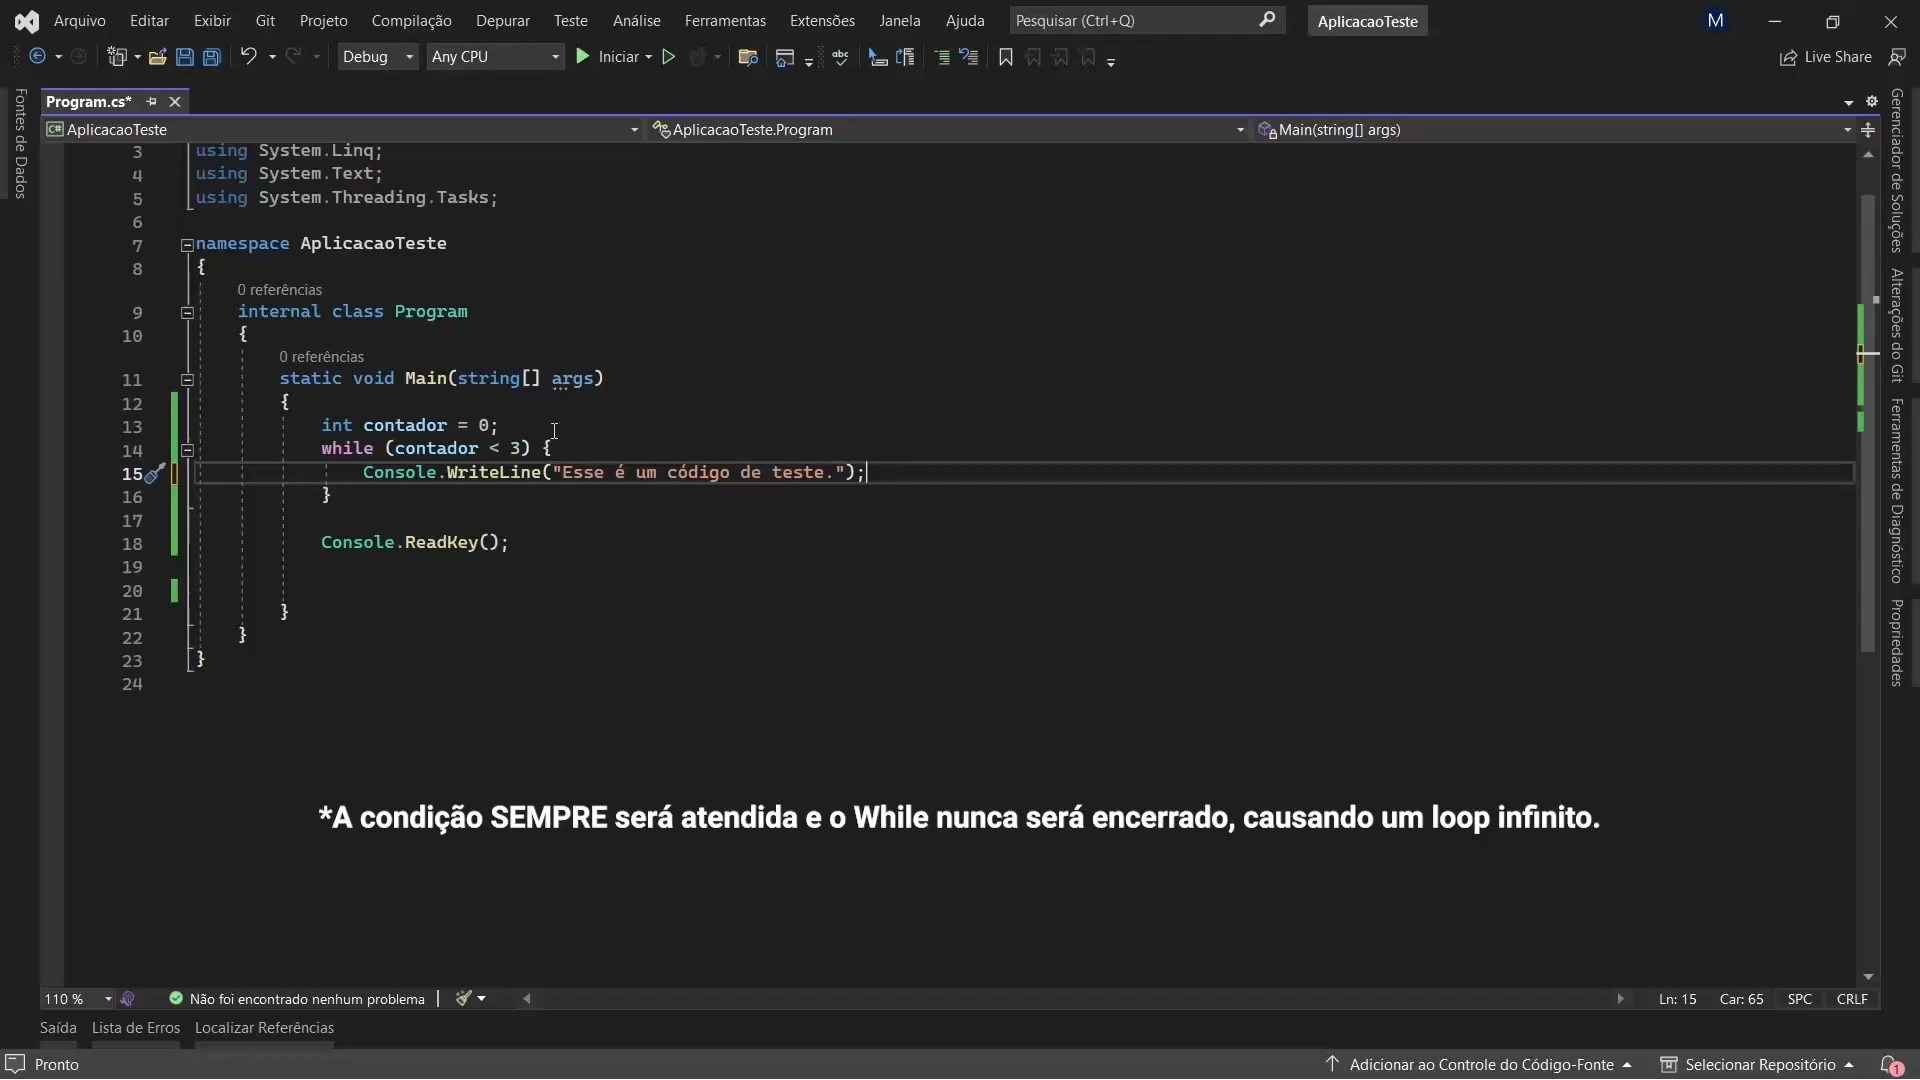 Arquivo Editar Exibir Git Projeto Compilação Depurar Teste Análise Ferramentas Extensões Janela Ajuda Pesquisar (Ctrl+Q) AplicacaoTeste M
Debug Any CPU Iniciar abc Live Share
Program.cs*
C# AplicacaoTeste AplicacaoTeste.Program Main(string[] args)
Fontes de Dados
3 using System.Linq;
4 using System.Text;
5 using System.Threading.Tasks;
6
7 namespace AplicacaoTeste
8 {
0 referências
9 internal class Program
10 {
0 referências
11 static void Main(string[] args)
12 {
13 int contador = 0;
14 while (contador < 3) {
15 Console.WriteLine("Esse é um código de teste.");
16 }
17
18 Console.ReadKey();
19
20
21 }
22 }
23 }
24
*A condição SEMPRE será atendida e o While nunca será encerrado, causando um loop infinito.
Gerenciador de Soluções
Alterações do Git
Ferramentas de Diagnóstico
Propriedades
110 % Não foi encontrado nenhum problema Ln: 15 Car: 65 SPC CRLF
Saída Lista de Erros Localizar Referências
Pronto Adicionar ao Controle do Código-Fonte Selecionar Repositório 1